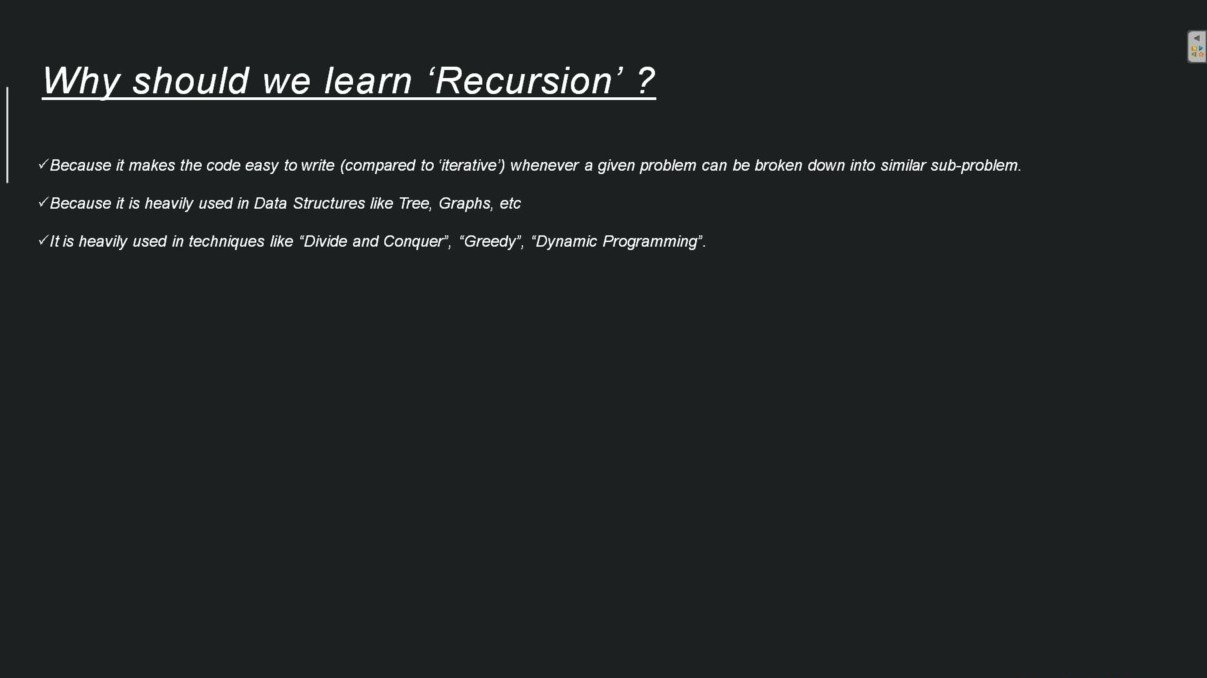 Why should we learn ‘Recursion’ ?
✓Because it makes the code easy to write (compared to ‘iterative’) whenever a given problem can be broken down into similar sub-problem.
✓Because it is heavily used in Data Structures like Tree, Graphs, etc
✓It is heavily used in techniques like “Divide and Conquer”, “Greedy”, “Dynamic Programming”.